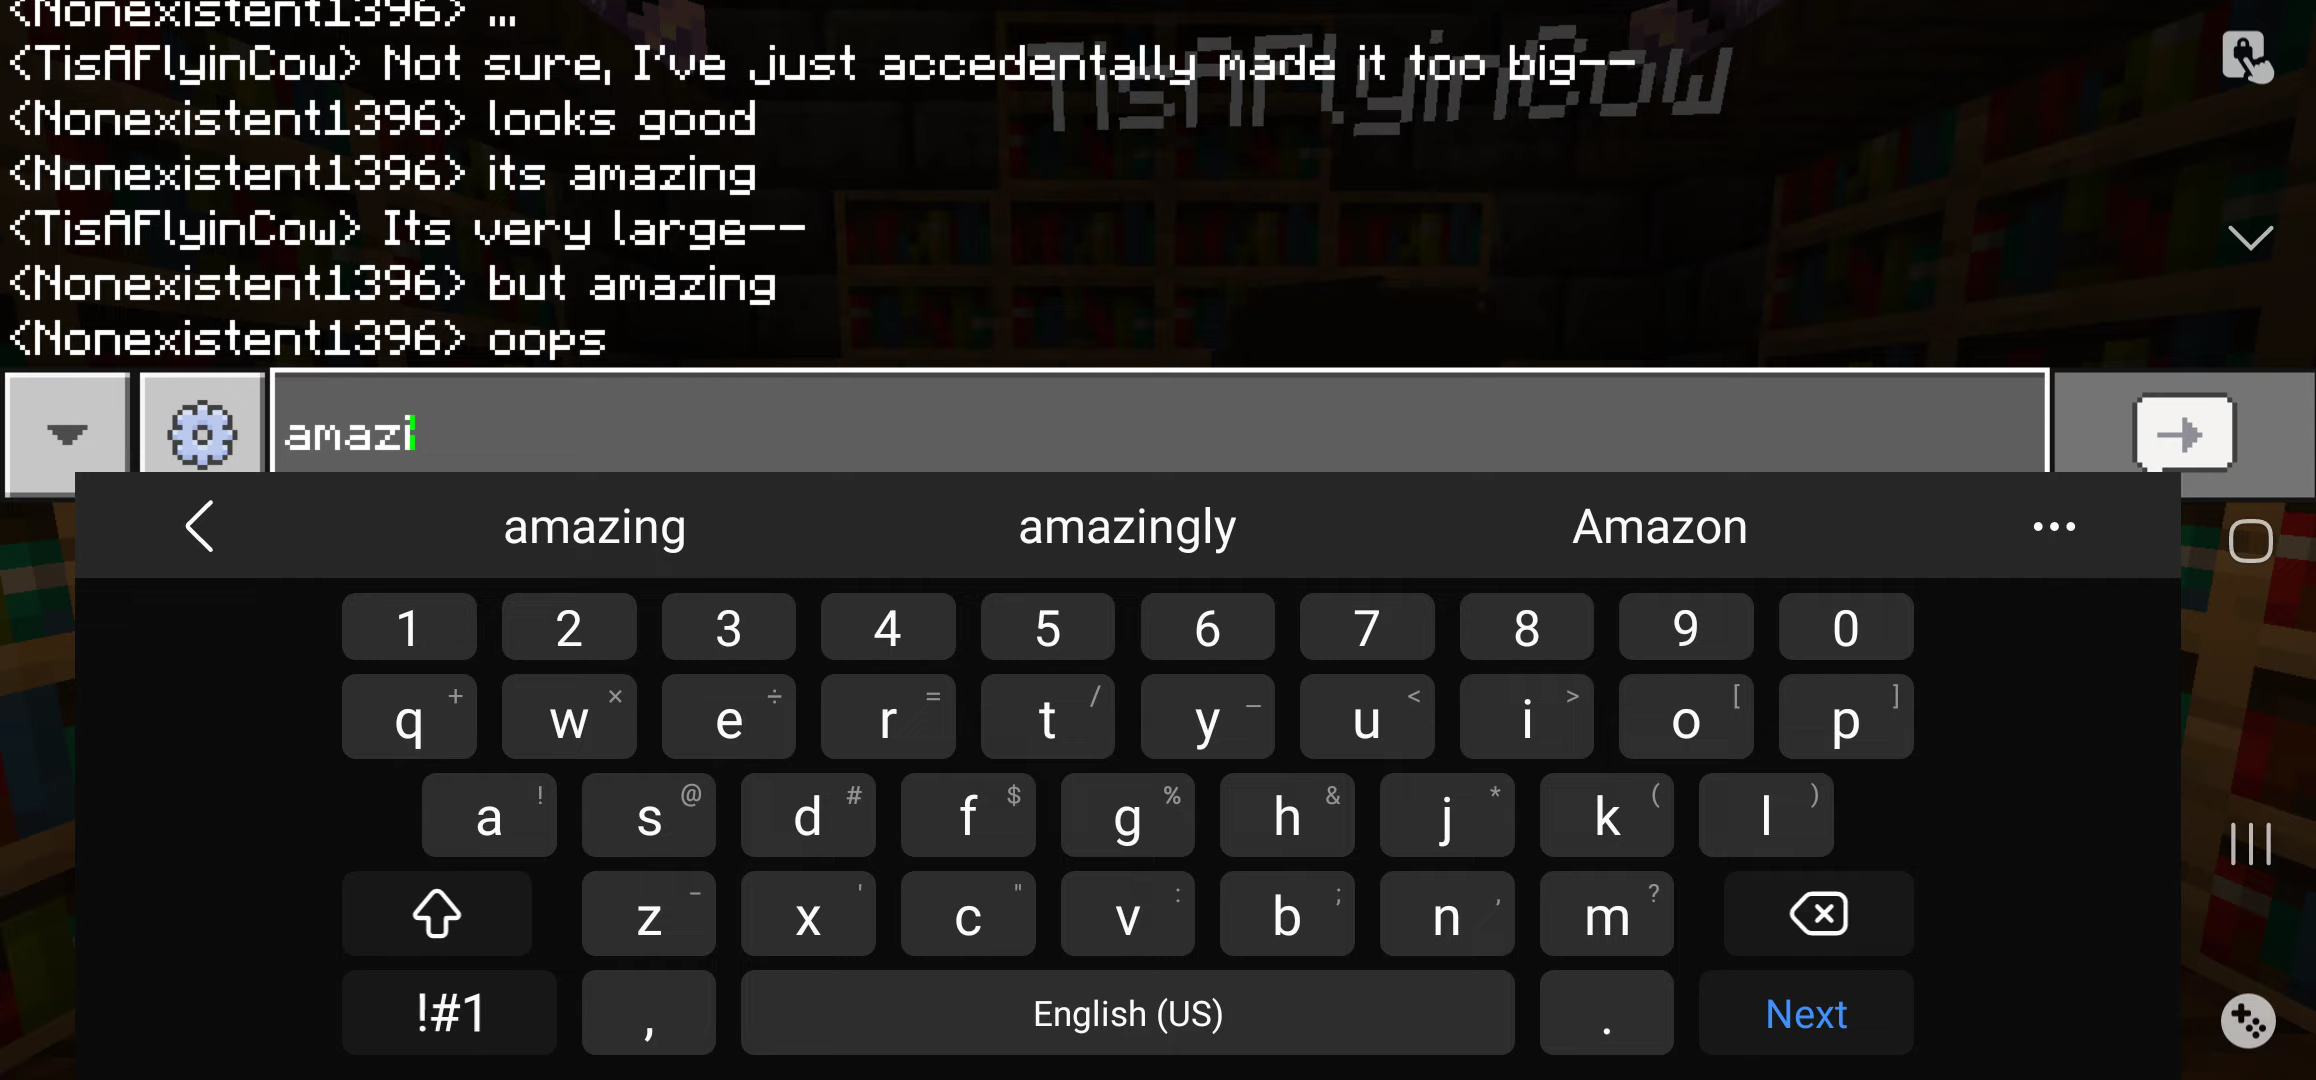 <Nonexistent1396> ...
<TisAFlyinCow> Not sure, I've just accedentally made it too big--
TisAFlyinCow
<Nonexistent1396> looks good
<Nonexistent1396> its amazing
<TisAFlyinCow> Its very large--
<Nonexistent1396> but amazing
<Nonexistent1396> oops
amazi
amazing amazingly Amazon ...
1 2 3 4 5 6 7 8 9 0
q + w × e ÷ r = t / y _ u < i > o [ p ]
a ! s @ d # f $ g % h & j * k ( l )
z - x ' c " v : b ; n , m ?
!#1 , English (US) . Next